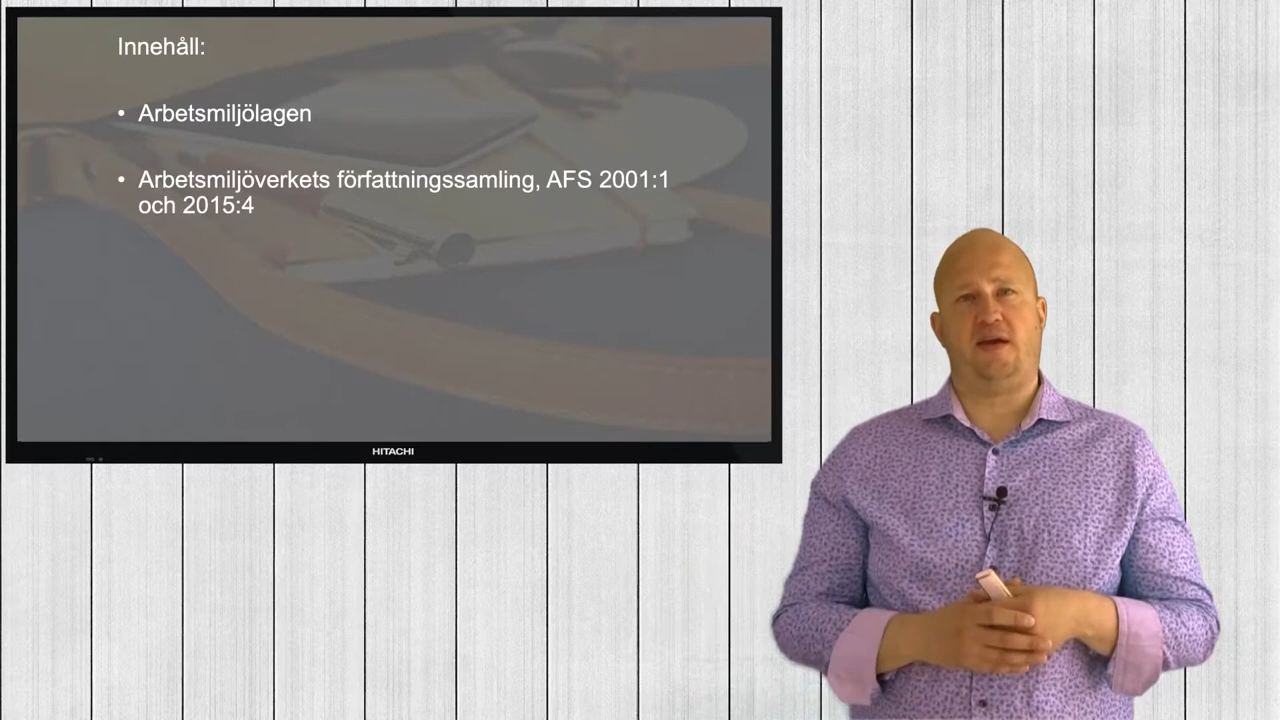 Innehåll:
• Arbetsmiljölagen
• Arbetsmiljöverkets författningssamling, AFS 2001:1
och 2015:4
HITACHI